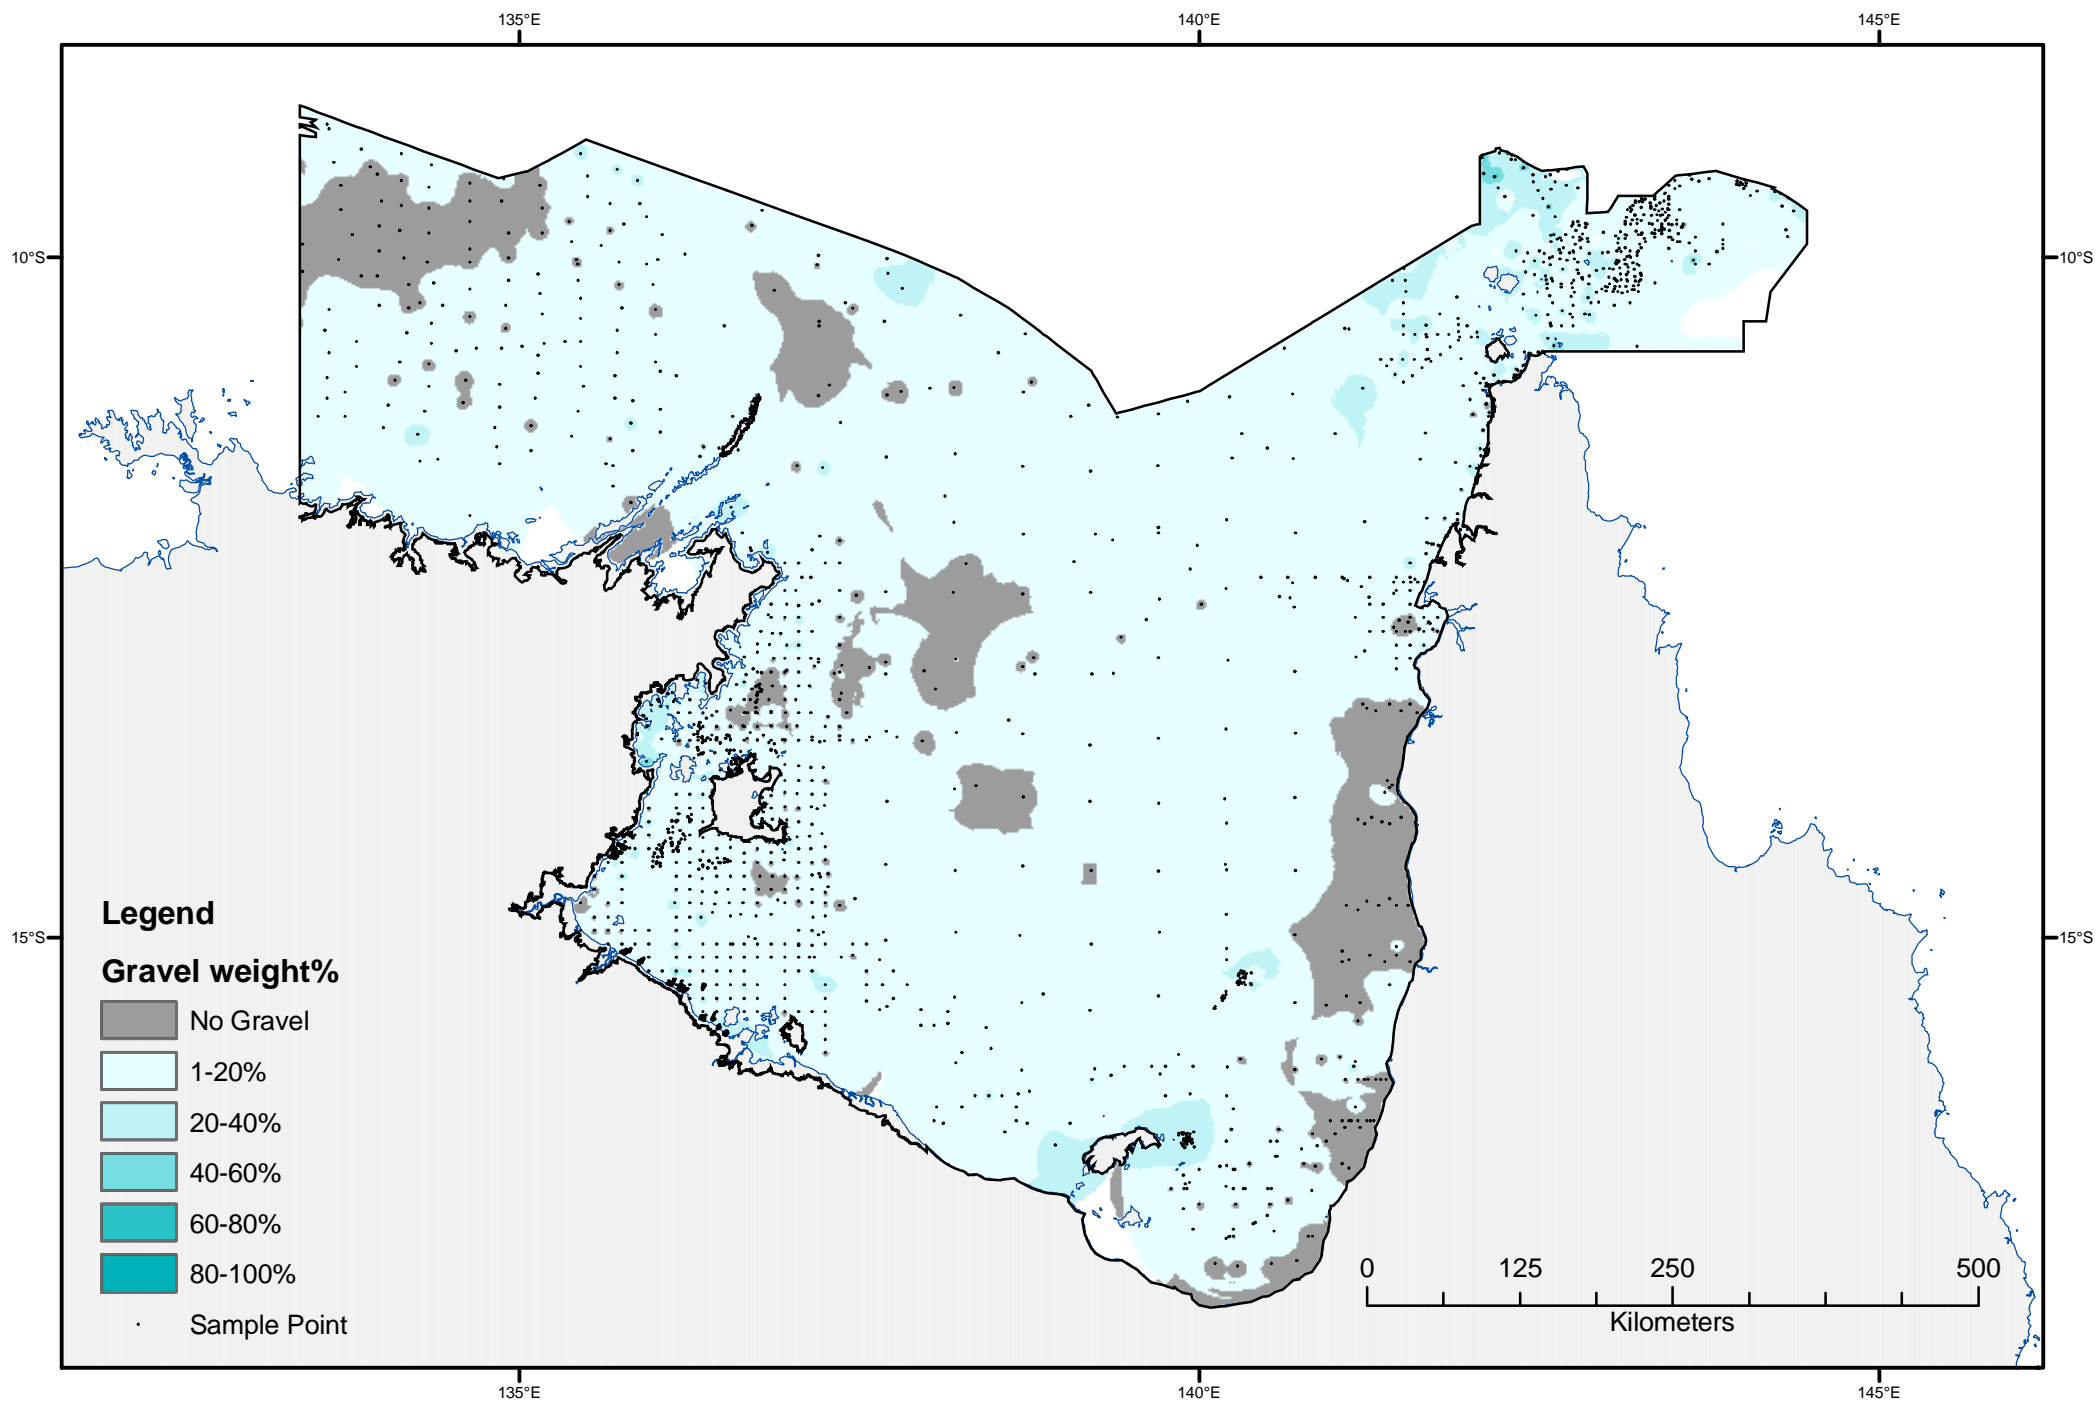 135°E 140°E 145°E
10°S 10°S
15°S 15°S
Legend
Gravel weight%
No Gravel
1-20%
20-40%
40-60%
60-80%
80-100%
Sample Point
0 125 250 500
Kilometers
135°E 140°E 145°E